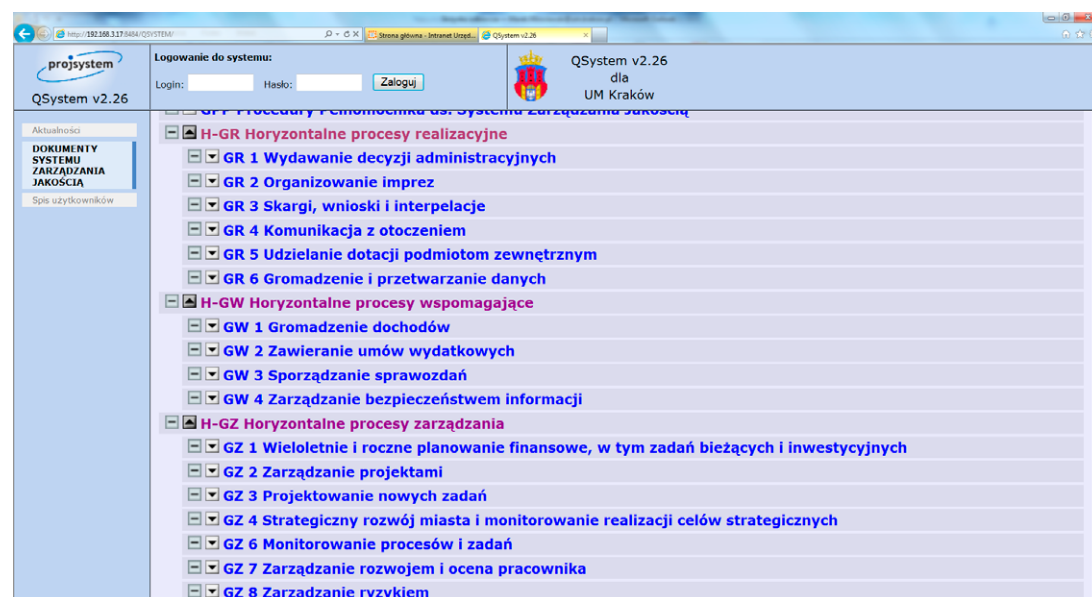 http://192.168.3.17:8484/QSYSTEM/
Strona główna - Intranet Urzęd...
QSystem v2.26
projsystem
QSystem v2.26
Logowanie do systemu:
Login:
Hasło:
Zaloguj
QSystem v2.26
dla
UM Kraków
Aktualności
DOKUMENTY
SYSTEMU
ZARZĄDZANIA
JAKOŚCIĄ
Spis użytkowników
GPP Procedury Pełnomocnika ds. Systemu Zarządzania Jakością
H-GR Horyzontalne procesy realizacyjne
GR 1 Wydawanie decyzji administracyjnych
GR 2 Organizowanie imprez
GR 3 Skargi, wnioski i interpelacje
GR 4 Komunikacja z otoczeniem
GR 5 Udzielanie dotacji podmiotom zewnętrznym
GR 6 Gromadzenie i przetwarzanie danych
H-GW Horyzontalne procesy wspomagające
GW 1 Gromadzenie dochodów
GW 2 Zawieranie umów wydatkowych
GW 3 Sporządzanie sprawozdań
GW 4 Zarządzanie bezpieczeństwem informacji
H-GZ Horyzontalne procesy zarządzania
GZ 1 Wieloletnie i roczne planowanie finansowe, w tym zadań bieżących i inwestycyjnych
GZ 2 Zarządzanie projektami
GZ 3 Projektowanie nowych zadań
GZ 4 Strategiczny rozwój miasta i monitorowanie realizacji celów strategicznych
GZ 6 Monitorowanie procesów i zadań
GZ 7 Zarządzanie rozwojem i ocena pracownika
GZ 8 Zarządzanie ryzykiem